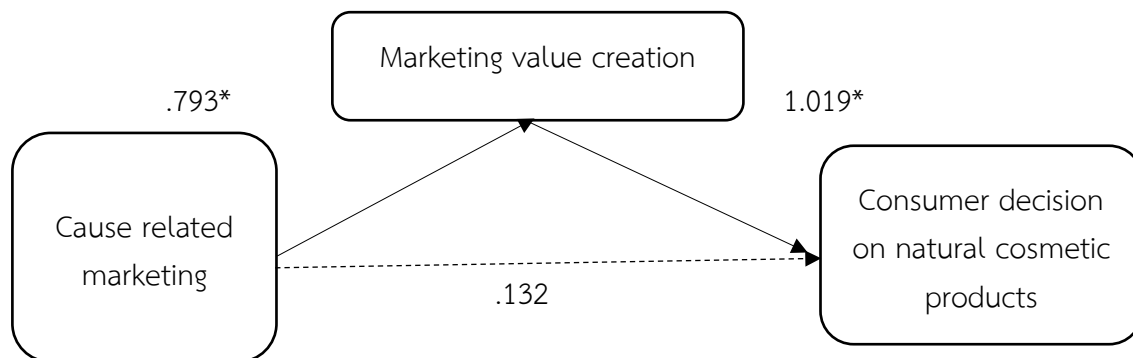 Marketing value creation
.793*
1.019*
Cause related
marketing
Consumer decision
on natural cosmetic
products
.132